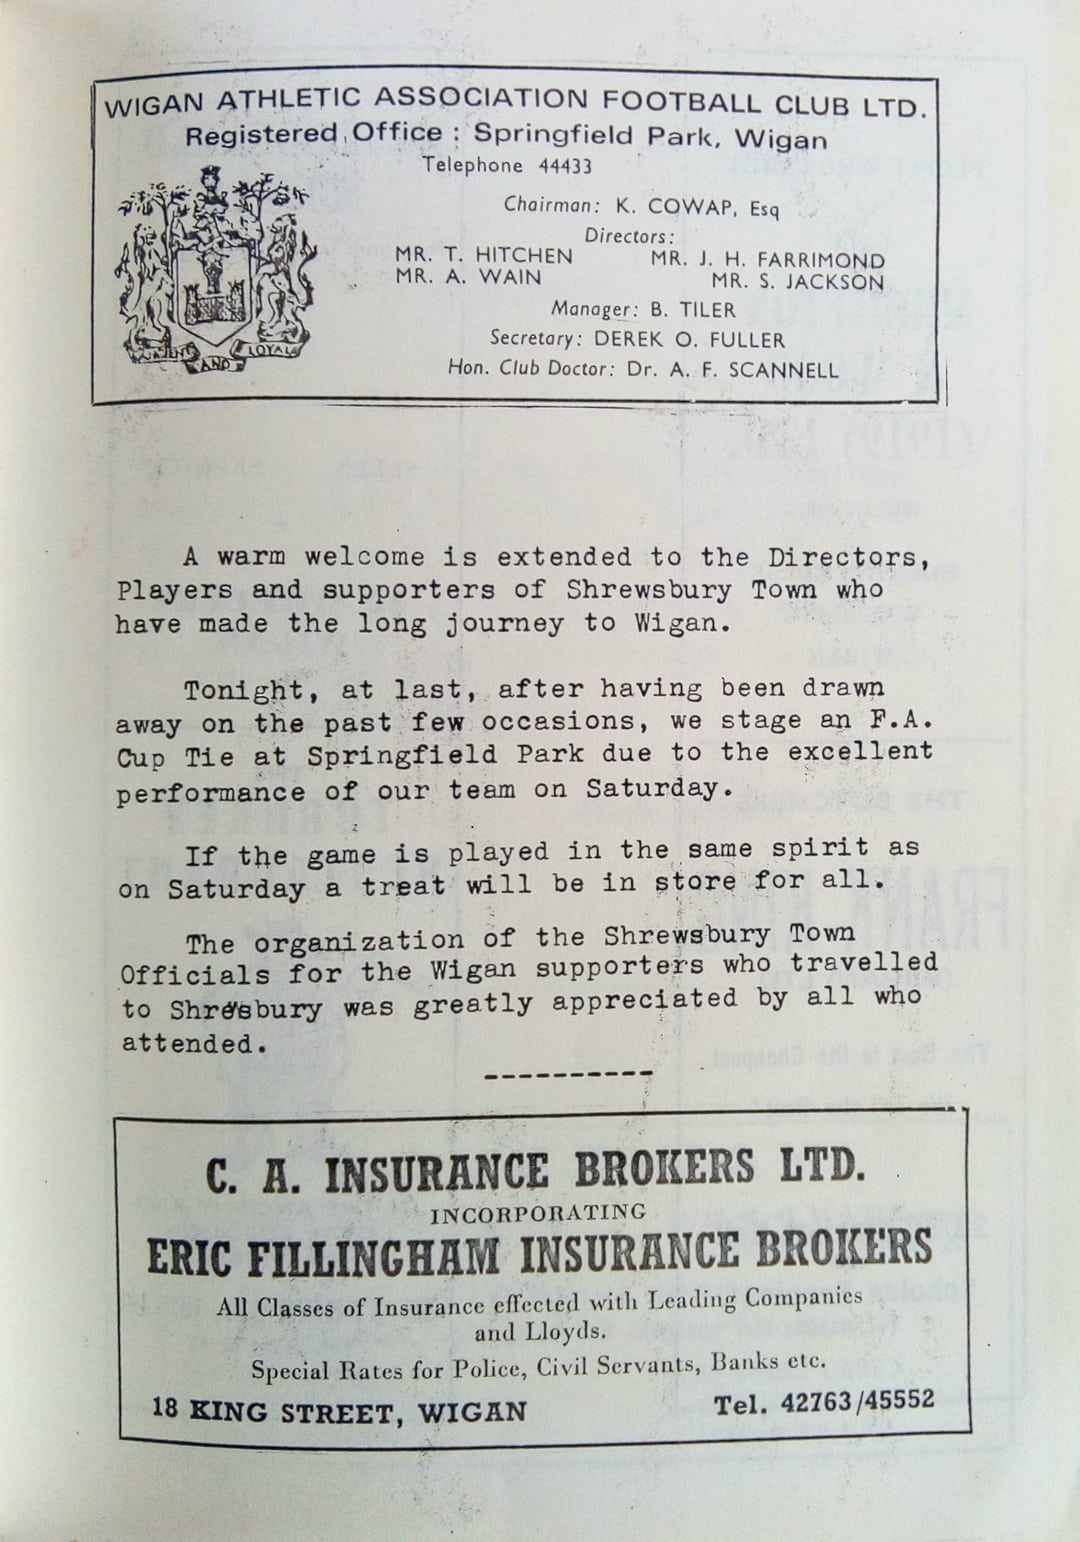 WIGAN ATHLETIC ASSOCIATION FOOTBALL CLUB LTD.
Registered Office : Springfield Park, Wigan
Telephone 44433
Chairman: K. COWAP, Esq
Directors:
MR. T. HITCHEN MR. J. H. FARRIMOND
MR. A. WAIN MR. S. JACKSON
Manager: B. TILER
Secretary: DEREK O. FULLER
Hon. Club Doctor: Dr. A. F. SCANNELL
AND LOYAL
A warm welcome is extended to the Directors,
Players and supporters of Shrewsbury Town who
have made the long journey to Wigan.
Tonight, at last, after having been drawn
away on the past few occasions, we stage an F.A.
Cup Tie at Springfield Park due to the excellent
performance of our team on Saturday.
If the game is played in the same spirit as
on Saturday a treat will be in store for all.
The organization of the Shrewsbury Town
Officials for the Wigan supporters who travelled
to Shresbury was greatly appreciated by all who
attended.
----------
C. A. INSURANCE BROKERS LTD.
INCORPORATING
ERIC FILLINGHAM INSURANCE BROKERS
All Classes of Insurance effected with Leading Companies
and Lloyds.
Special Rates for Police, Civil Servants, Banks etc.
18 KING STREET, WIGAN Tel. 42763/45552